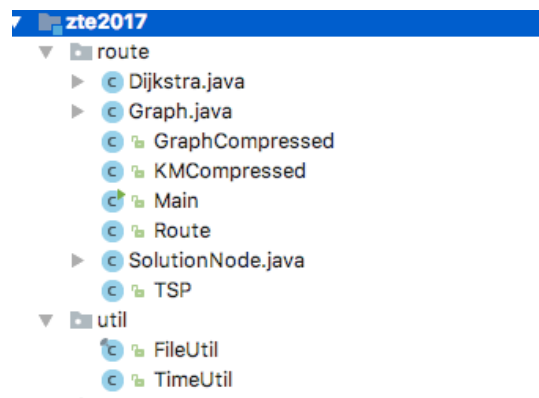 zte2017
route
Dijkstra.java
Graph.java
GraphCompressed
KMCompressed
Main
Route
SolutionNode.java
TSP
util
FileUtil
TimeUtil